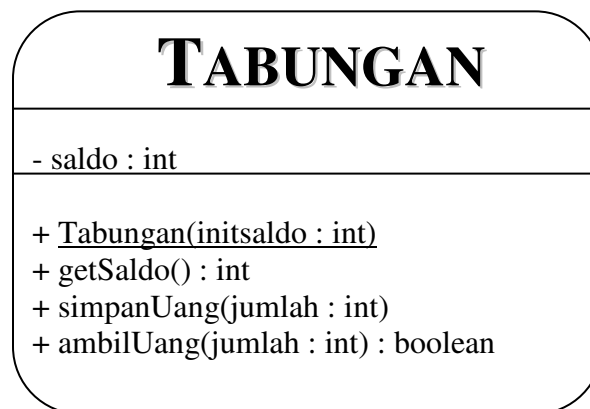 TABUNGAN
- saldo : int
+ Tabungan(initsaldo : int)
+ getSaldo() : int
+ simpanUang(jumlah : int)
+ ambilUang(jumlah : int) : boolean